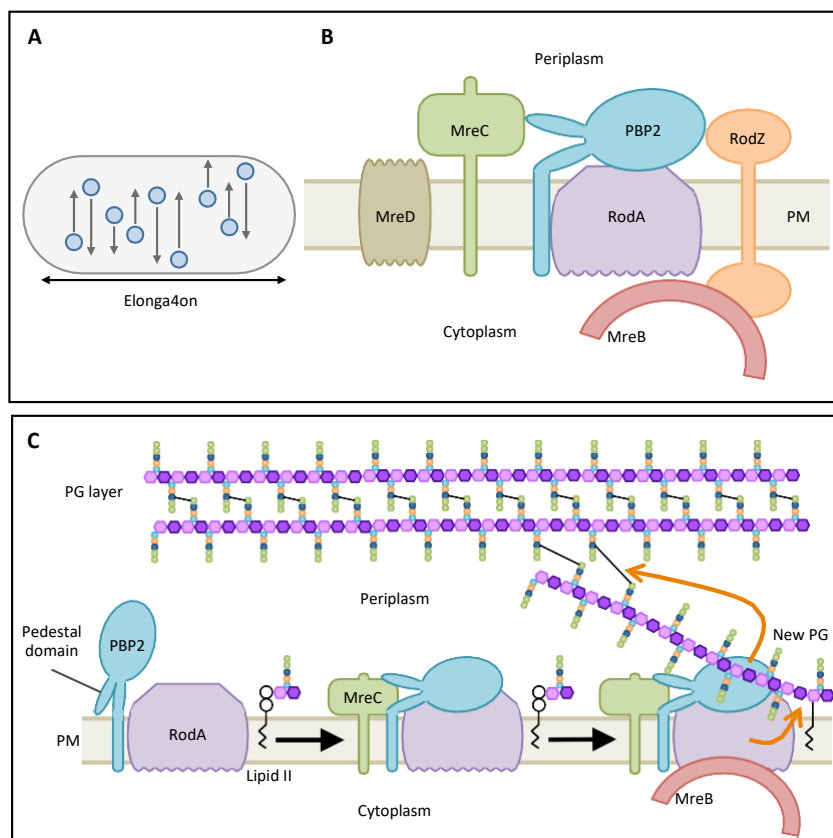 A
B
Periplasm
MreC
PBP2
RodZ
MreD
RodA
PM
Elonga4on
Cytoplasm
MreB
C
PG layer
Periplasm
Pedestal
domain
PBP2
New PG
MreC
RodA
PM
Lipid II
MreB
Cytoplasm